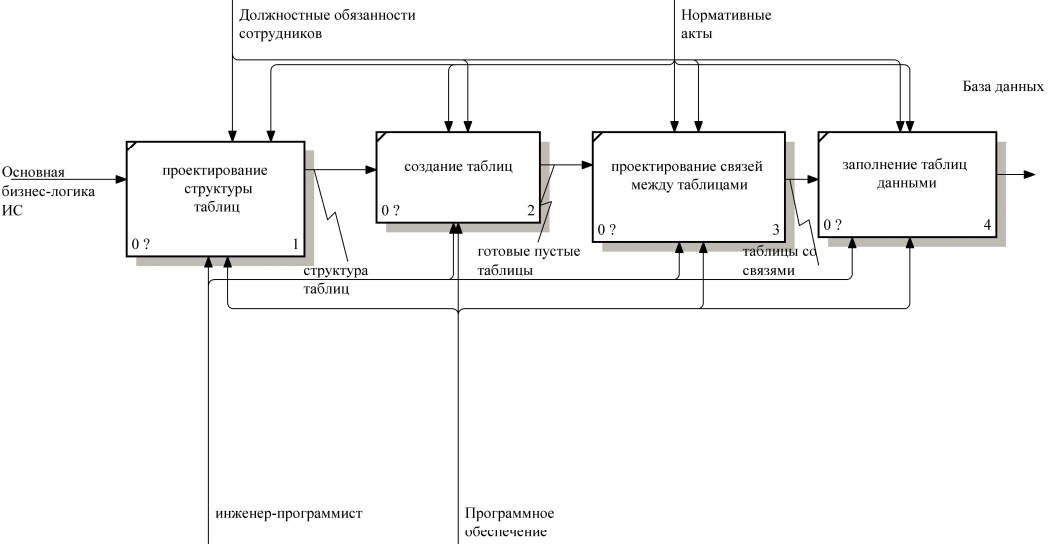 Должностные обязанности
сотрудников
Нормативные
акты
База данных
Основная
бизнес-логика
ИС
проектирование
структуры
таблиц
0 ?
1
создание таблиц
0 ?
2
проектирование связей
между таблицами
0 ?
3
заполнение таблиц
данными
0 ?
4
структура
таблиц
готовые пустые
таблицы
таблицы со
связями
инженер-программист
Программное
обеспечение